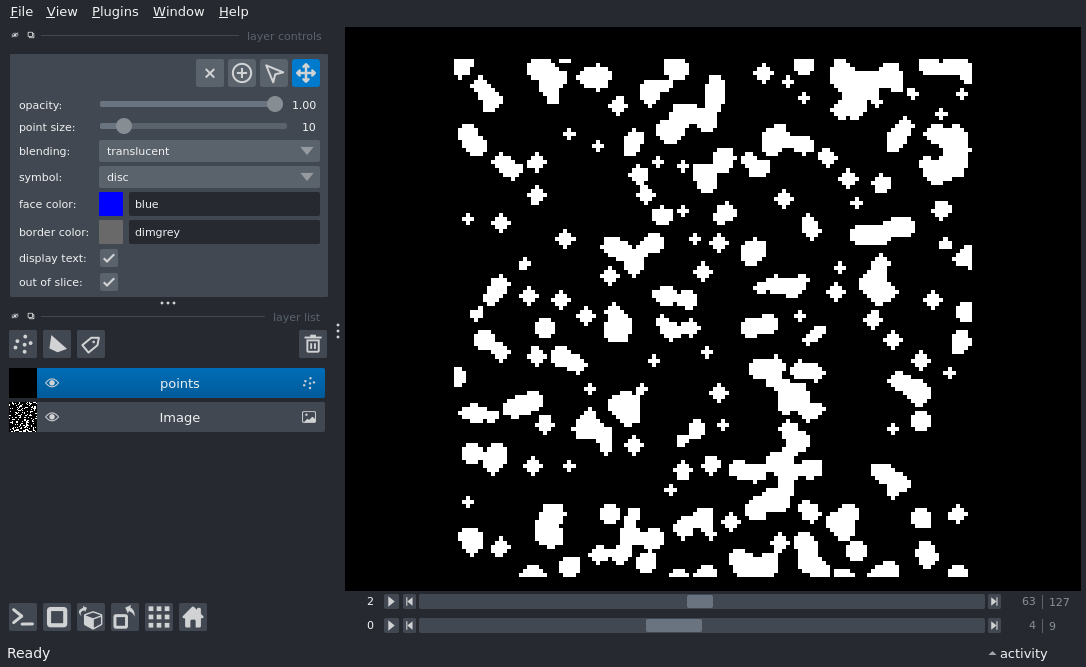 File View Plugins Window Help
layer controls
opacity: 1.00
point size: 10
blending: translucent
symbol: disc
face color: blue
border color: dimgrey
display text:
out of slice:
layer list
points
Image
2 63 | 127
0 4 | 9
Ready activity